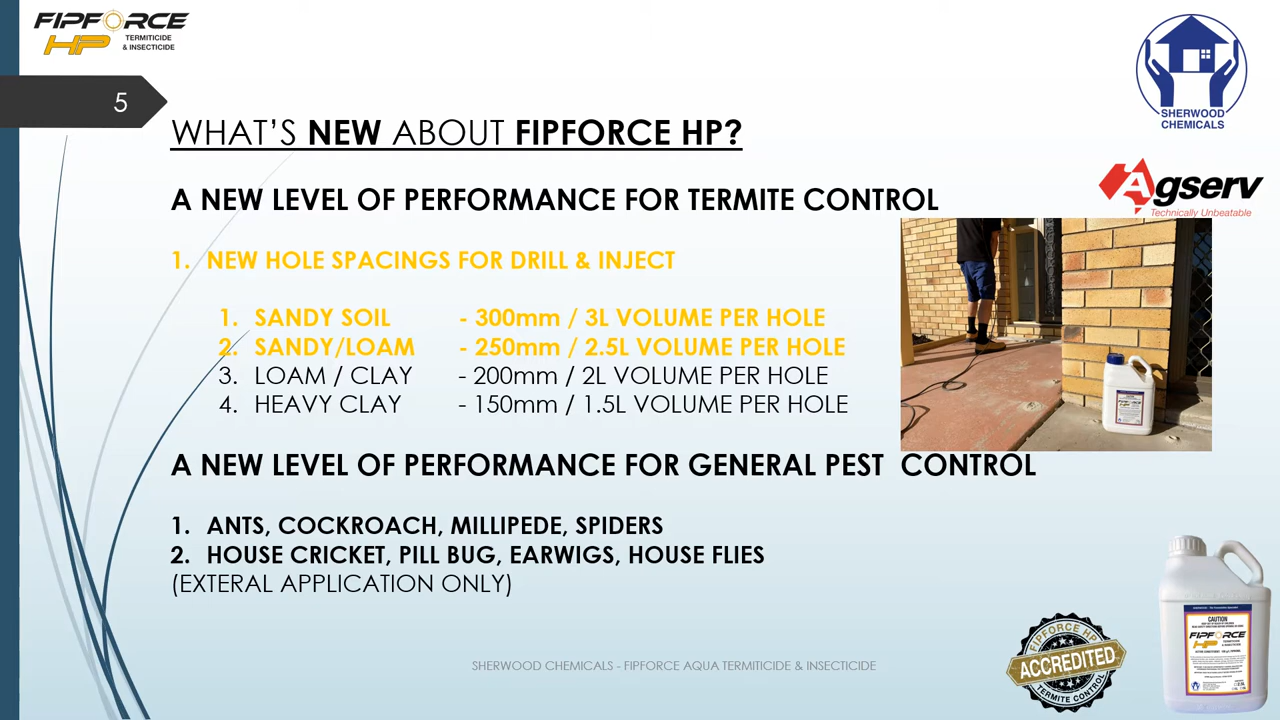 FIPFORCE
HP TERMITICIDE
& INSECTICIDE
5
SHERWOOD
CHEMICALS
WHAT'S NEW ABOUT FIPFORCE HP?
Agserv
Technically Unbeatable
A NEW LEVEL OF PERFORMANCE FOR TERMITE CONTROL
1. NEW HOLE SPACINGS FOR DRILL & INJECT
1. SANDY SOIL - 300mm / 3L VOLUME PER HOLE
2. SANDY/LOAM - 250mm / 2.5L VOLUME PER HOLE
3. LOAM / CLAY - 200mm / 2L VOLUME PER HOLE
4. HEAVY CLAY - 150mm / 1.5L VOLUME PER HOLE
A NEW LEVEL OF PERFORMANCE FOR GENERAL PEST CONTROL
1. ANTS, COCKROACH, MILLIPEDE, SPIDERS
2. HOUSE CRICKET, PILL BUG, EARWIGS, HOUSE FLIES
(EXTERAL APPLICATION ONLY)
SHERWOOD CHEMICALS - FIPFORCE AQUA TERMITICIDE & INSECTICIDE
FIPFORCE HP
ACCREDITED
TERMITE CONTROL
CAUTION
FIPFORCE
HP TERMITICIDE
& INSECTICIDE